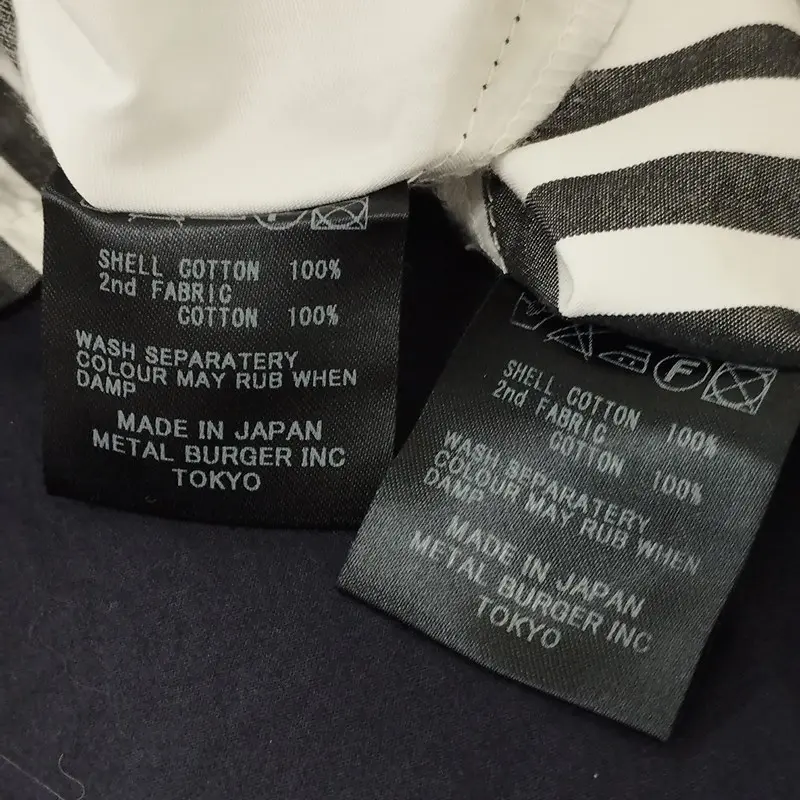 SHELL COTTON 100%
2nd FABRIC
COTTON 100%
WASH SEPARATERY
COLOUR MAY RUB WHEN
DAMP
MADE IN JAPAN
METAL BURGER INC
TOKYO
F
SHELL COTTON 100%
2nd FABRIC
COTTON 100%
WASH SEPARATERY
COLOUR MAY RUB WHEN
DAMP
MADE IN JAPAN
METAL BURGER INC
TOKYO